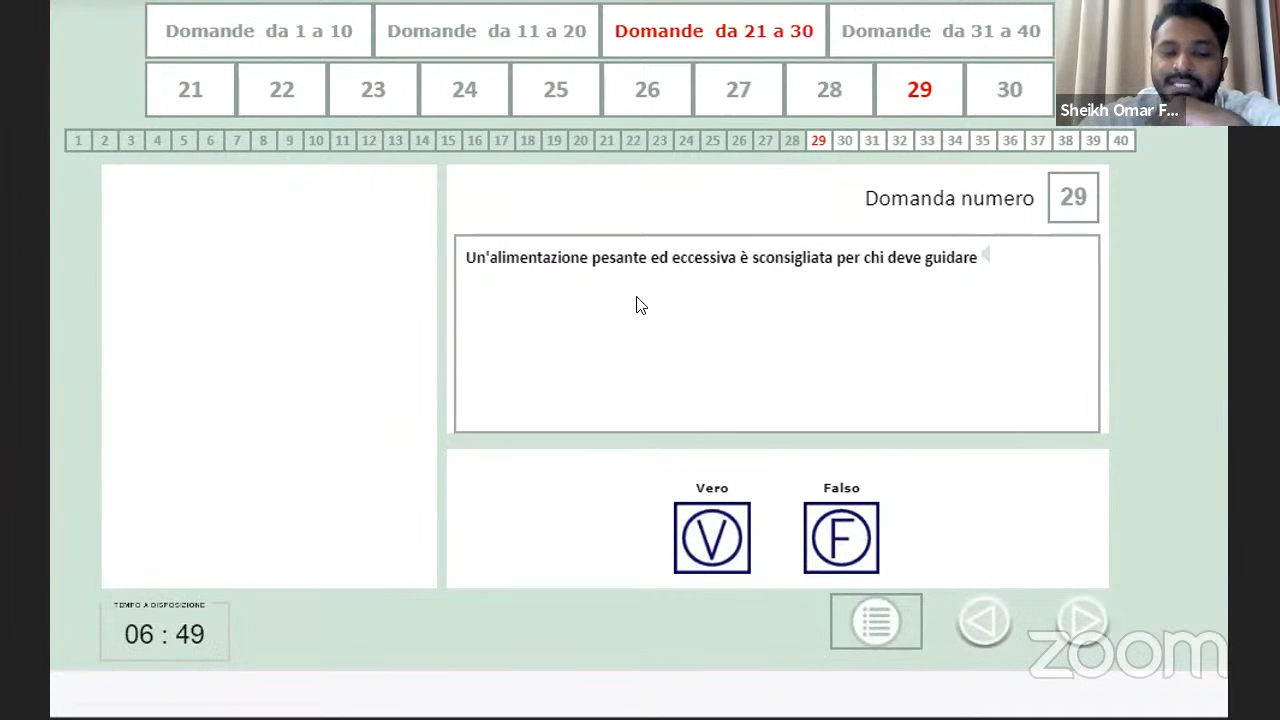 Domande da 1 a 10 Domande da 11 a 20 Domande da 21 a 30 Domande da 31 a 40
21 22 23 24 25 26 27 28 29 30
Sheikh Omar F...
1 2 3 4 5 6 7 8 9 10 11 12 13 14 15 16 17 18 19 20 21 22 23 24 25 26 27 28 29 30 31 32 33 34 35 36 37 38 39 40
Domanda numero 29
Un'alimentazione pesante ed eccessiva è sconsigliata per chi deve guidare
Vero Falso
V F
TEMPO A DISPOSIZIONE
06 : 49
zoom